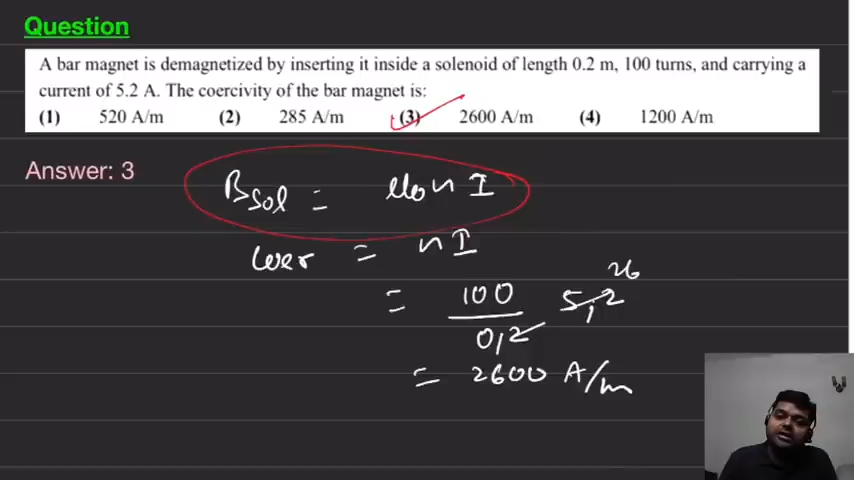 Question
A bar magnet is demagnetized by inserting it inside a solenoid of length 0.2 m, 100 turns, and carrying a
current of 5.2 A. The coercivity of the bar magnet is:
(1) 520 A/m (2) 285 A/m (3) 2600 A/m (4) 1200 A/m
Answer: 3
Bsol = μ0 n I
= n I
= 100/0,2 5,2 26
= 2600 A/m